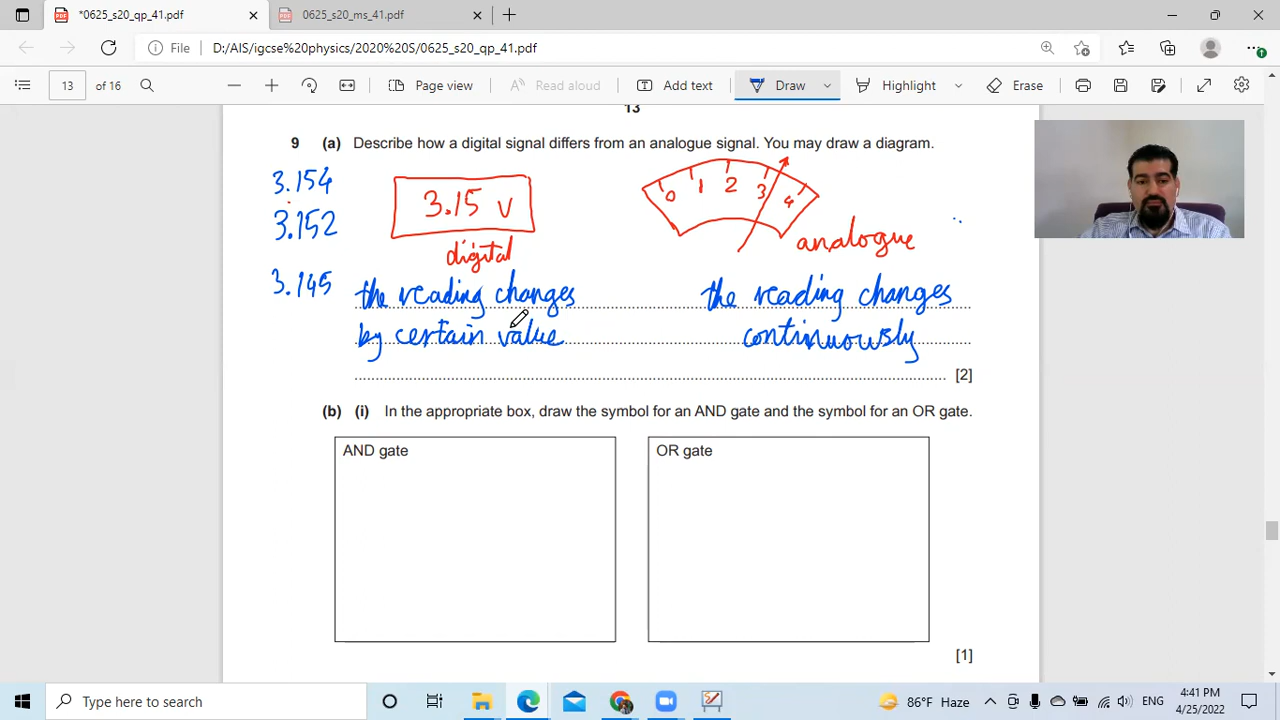 *0625_s20_qp_41.pdf
0625_s20_ms_41.pdf
File
D:/AIS/igcse%20physics/2020%20S/0625_s20_qp_41.pdf
13 of 16
Page view
Read aloud
Add text
Draw
Highlight
Erase
13
9 (a) Describe how a digital signal differs from an analogue signal. You may draw a diagram.
3.154
3.15 V
0 1 2 3 4
3.152
digital
analogue
3.145
the reading changes
the reading changes
by certain value
continuously
[2]
(b) (i) In the appropriate box, draw the symbol for an AND gate and the symbol for an OR gate.
AND gate
OR gate
[1]
Type here to search
86°F Haze
ENG
4:41 PM
4/25/2022